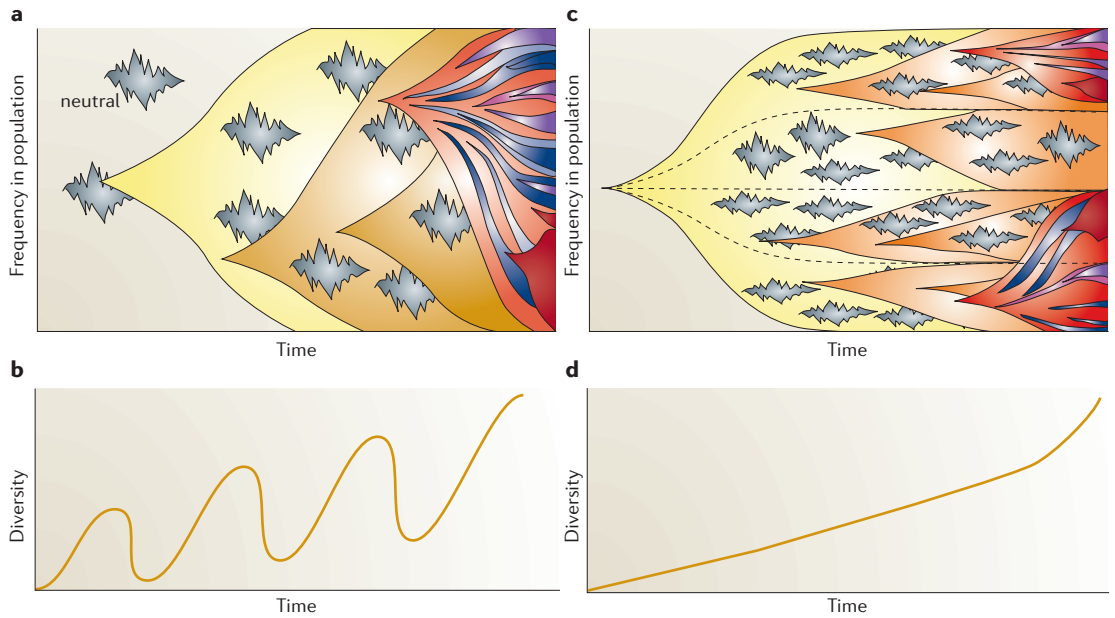 a
Frequency in population
neutral
Time
b
Diversity
Time
c
Frequency in population
Time
d
Diversity
Time